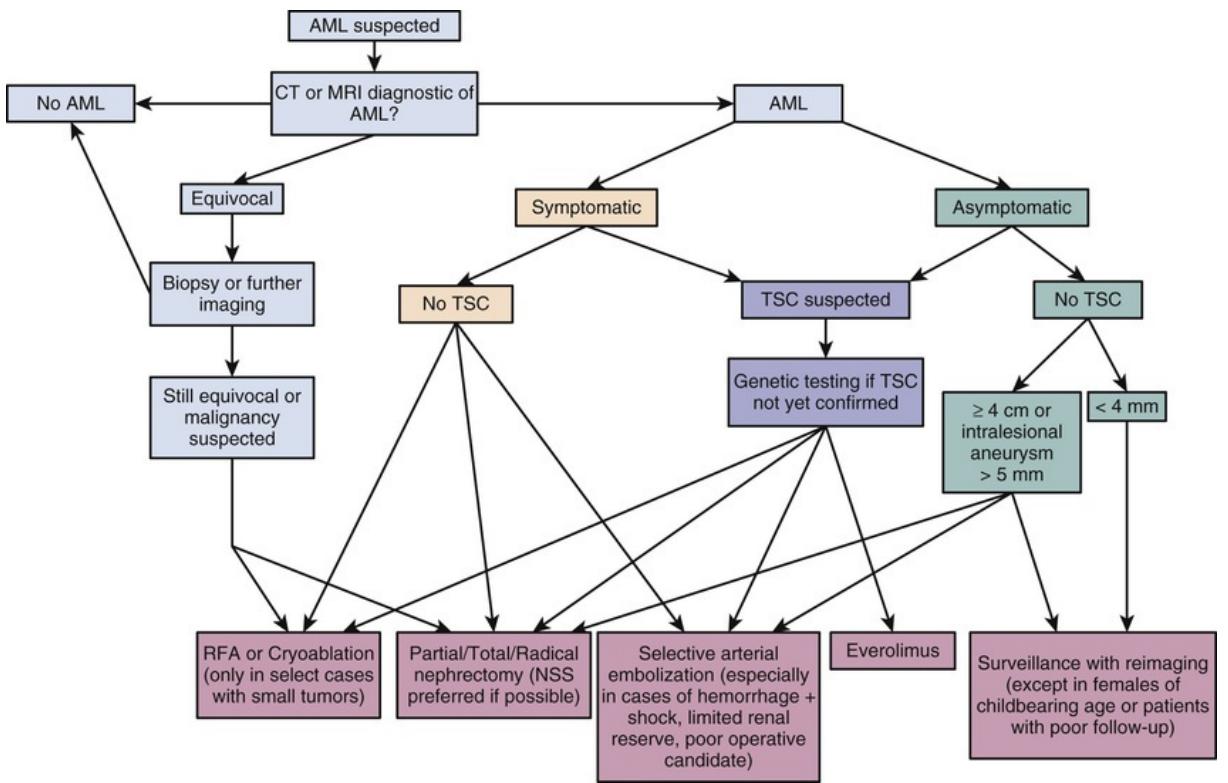 AML suspected
CT or MRI diagnostic of
AML?
No AML
AML
Equivocal
Symptomatic
Asymptomatic
Biopsy or further
imaging
No TSC
TSC suspected
No TSC
Still equivocal or
malignancy
suspected
Genetic testing if TSC
not yet confirmed
≥ 4 cm or
intralesional
aneurysm
> 5 mm
< 4 mm
RFA or Cryoablation
(only in select cases
with small tumors)
Partial/Total/Radical
nephrectomy (NSS
preferred if possible)
Selective arterial
embolization (especially
in cases of hemorrhage +
shock, limited renal
reserve, poor operative
candidate)
Everolimus
Surveillance with reimaging
(except in females of
childbearing age or patients
with poor follow-up)